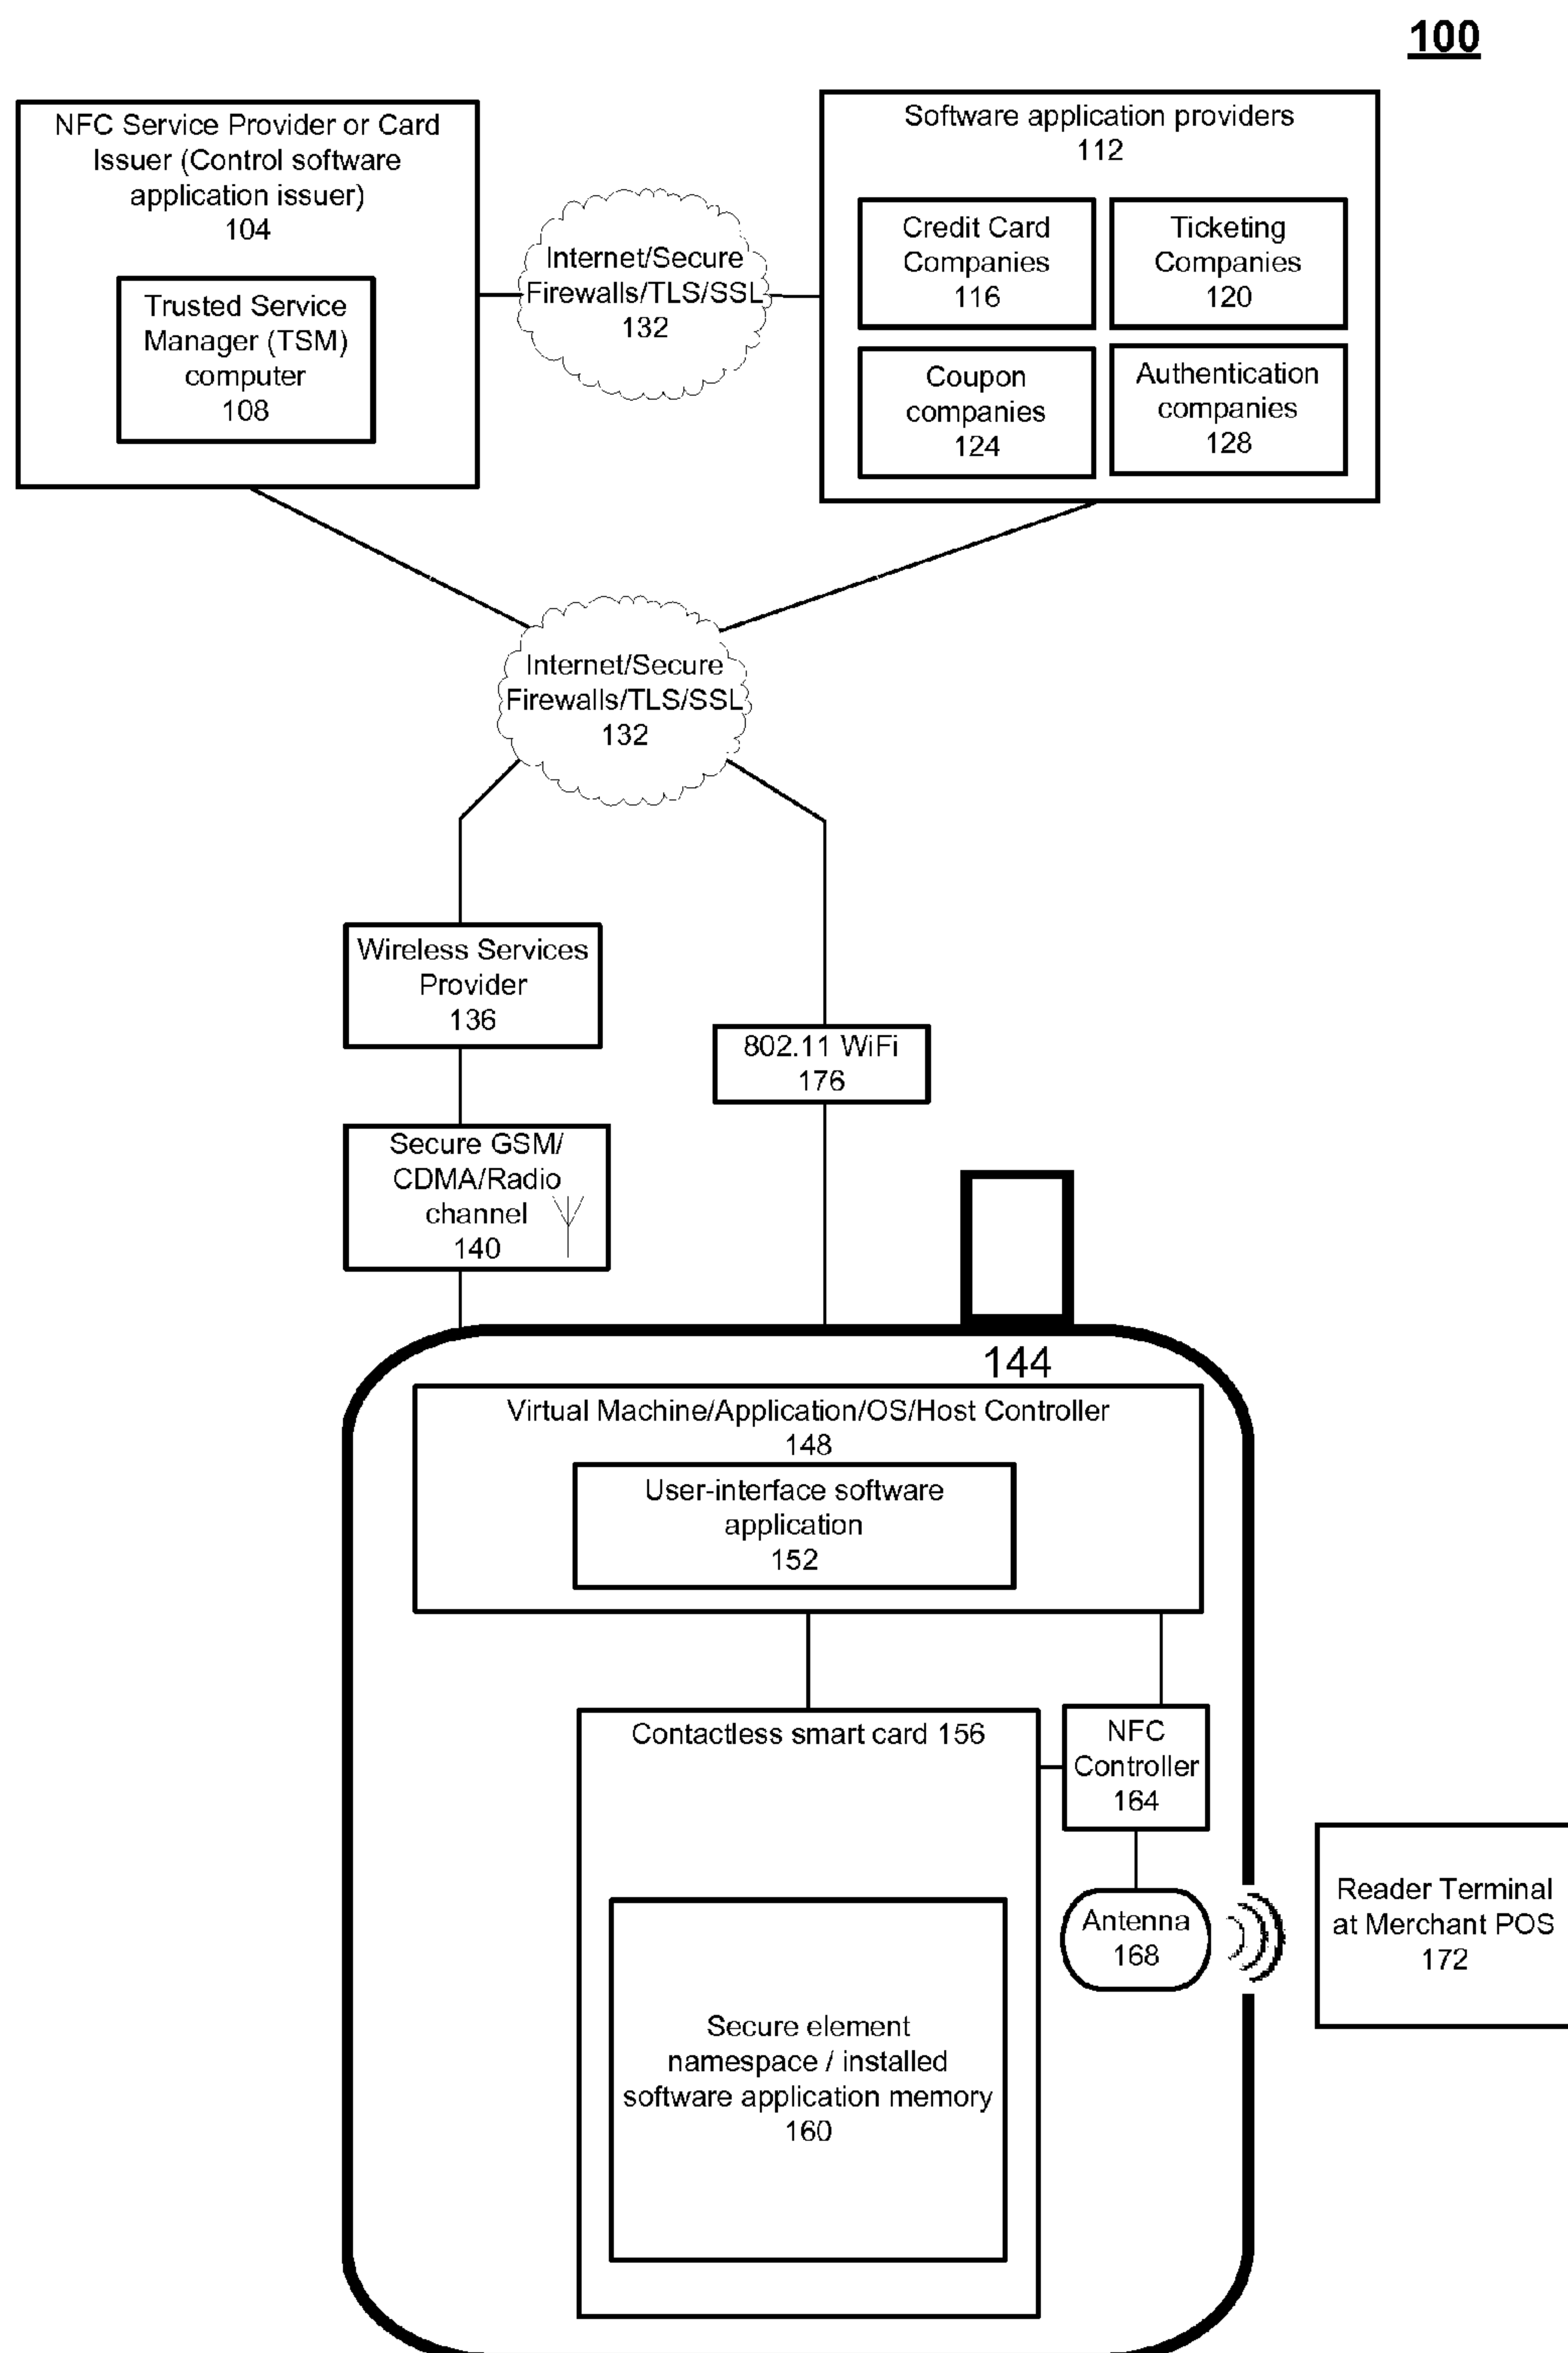 100
NFC Service Provider or Card
Issuer (Control software
application issuer)
104
Trusted Service
Manager (TSM)
computer
108
Internet/Secure
Firewalls/TLS/SSL
132
Software application providers
112
Credit Card
Companies
116
Ticketing
Companies
120
Coupon
companies
124
Authentication
companies
128
Internet/Secure
Firewalls/TLS/SSL
132
Wireless Services
Provider
136
802.11 WiFi
176
Secure GSM/
CDMA/Radio
channel
140
144
Virtual Machine/Application/OS/Host Controller
148
User-interface software
application
152
Contactless smart card 156
NFC
Controller
164
Antenna
168
Reader Terminal
at Merchant POS
172
Secure element
namespace / installed
software application memory
160